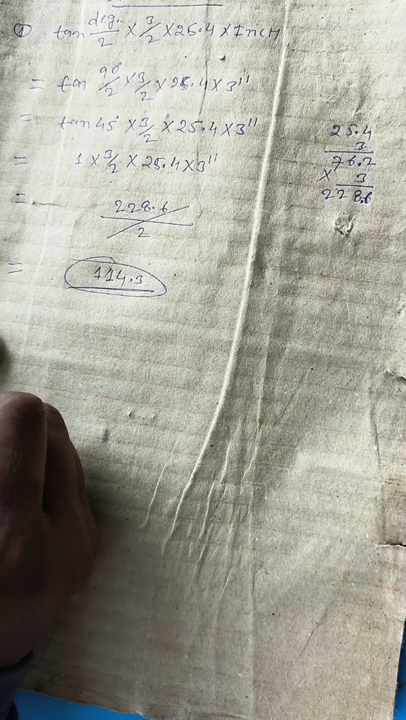 ① tan deg./2 × 3/2 × 25.4 × INCH
= tan 90°/2 × 3/2 × 25.4 × 3"
= tan 45° × 3/2 × 25.4 × 3"
= 1 × 3/2 × 25.4 × 3"
= 228.6/2
= 114.3
25.4
3
76.2
× 3
228.6